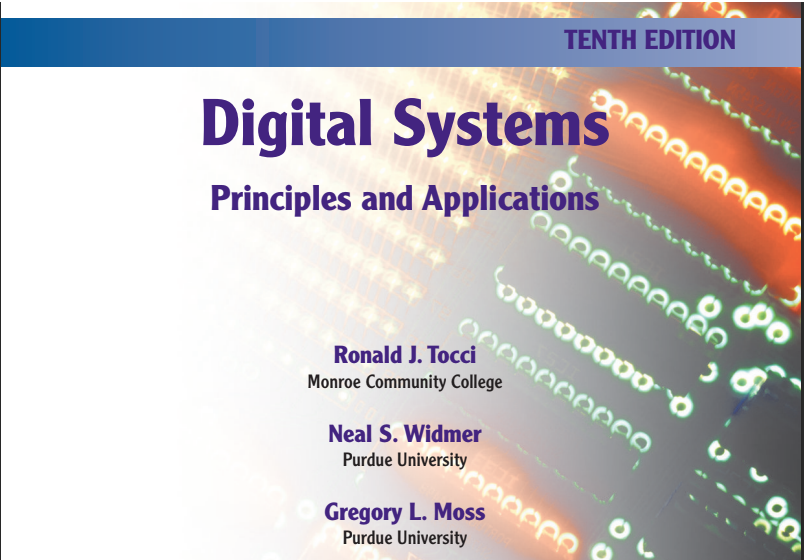 TENTH EDITION
Digital Systems
Principles and Applications
Ronald J. Tocci
Monroe Community College
Neal S. Widmer
Purdue University
Gregory L. Moss
Purdue University